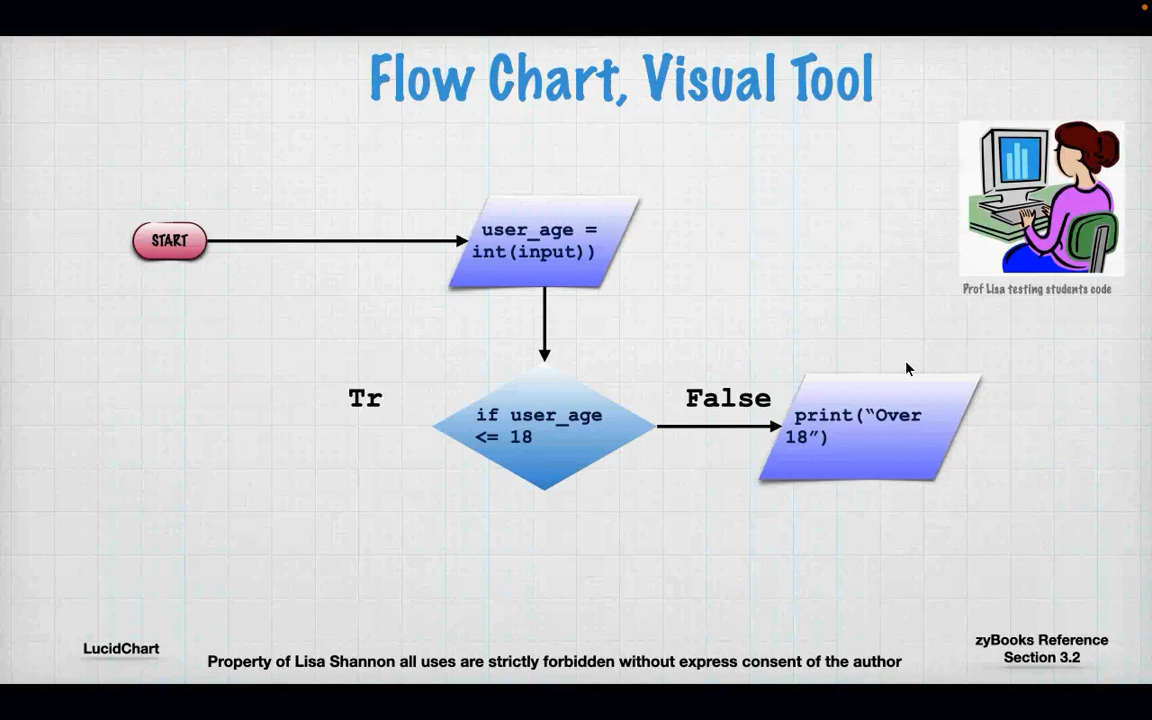 Flow Chart, Visual Tool
START
user_age =
int(input))
Prof Lisa testing students code
Tr
if user_age
<= 18
False
print(“Over
18”)
LucidChart
Property of Lisa Shannon all uses are strictly forbidden without express consent of the author
zyBooks Reference
Section 3.2